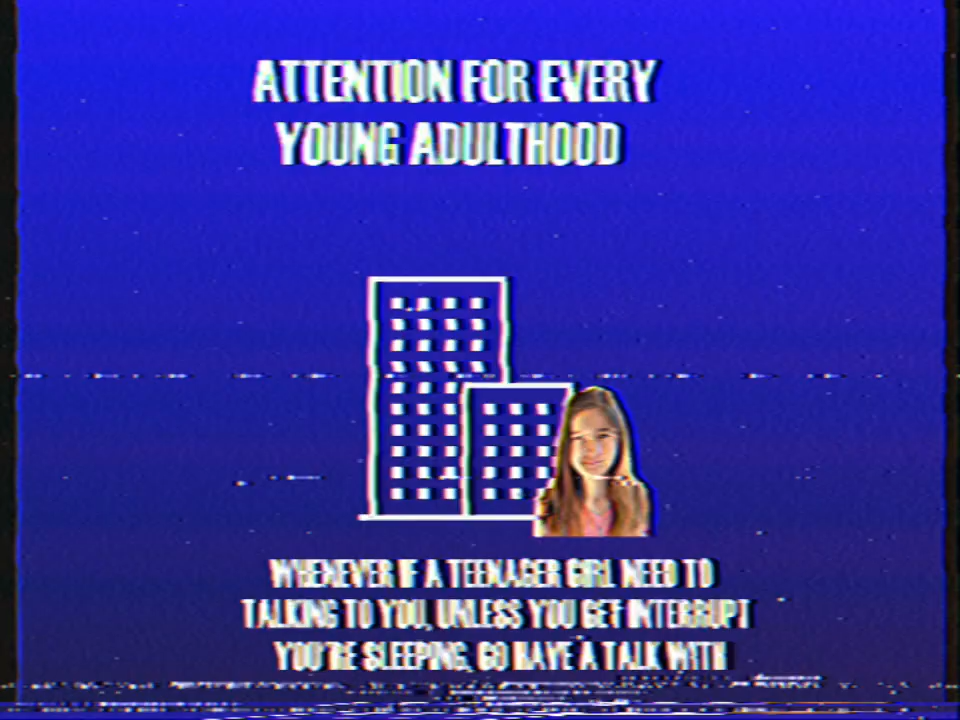 ATTENTION FOR EVERY
YOUNG ADULTHOOD
WHENEVER IF A TEENAGER GIRL NEED TO
TALKING TO YOU, UNLESS YOU GET INTERRUPT
YOU'RE SLEEPING, GO HAVE A TALK WITH